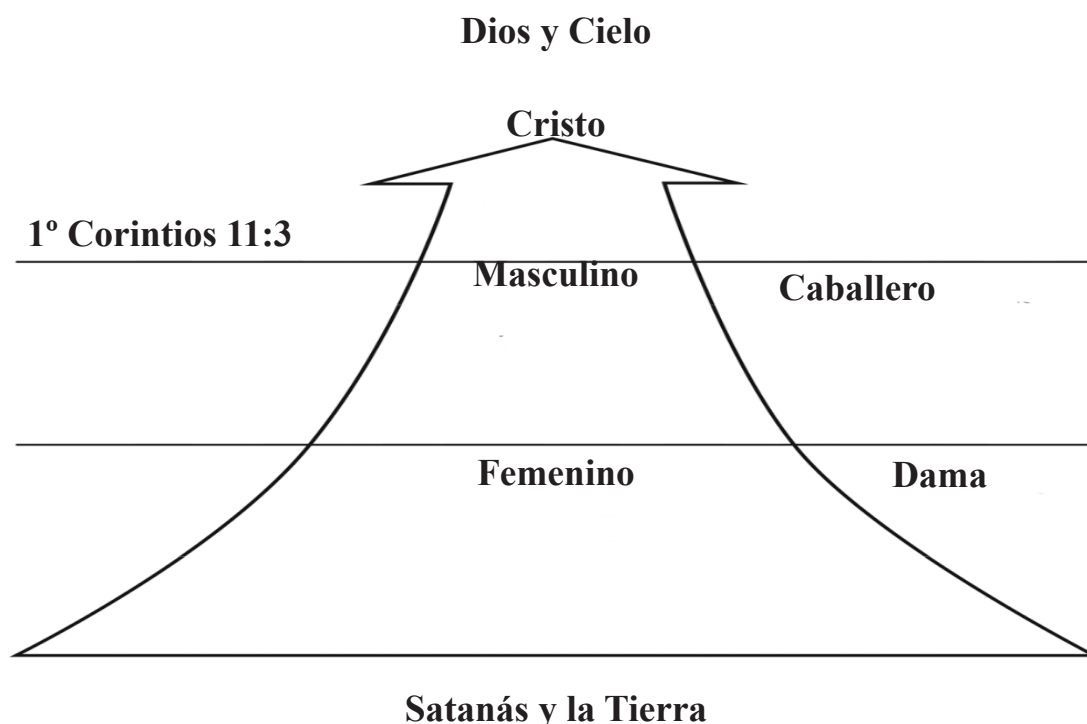 Dios y Cielo
Cristo
1º Corintios 11:3
Masculino
Caballero
Femenino
Dama
Satanás y la Tierra